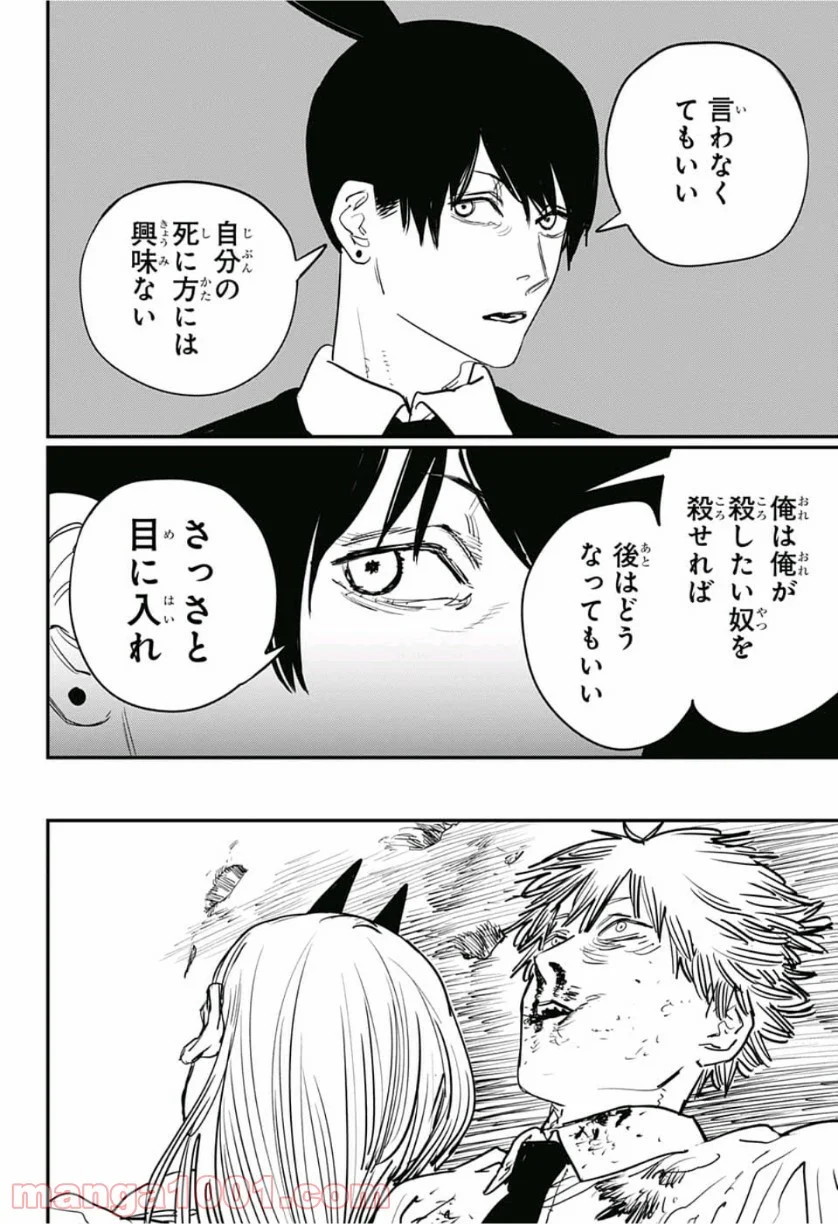 言わなく
てもいい
自分の
死に方には
興味ない
俺は俺が
殺したい奴を
殺せれば
後はどう
なってもいい
さっさと
目に入れ
manga1001.com